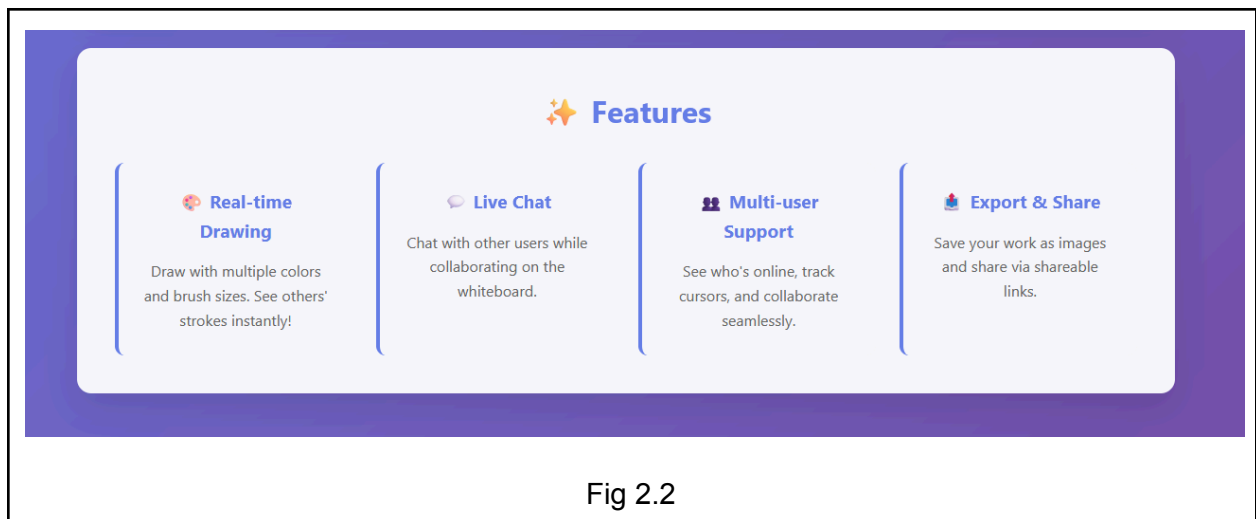 ✨ Features
🎨 Real-time
Drawing
Draw with multiple colors
and brush sizes. See others'
strokes instantly!
💬 Live Chat
Chat with other users while
collaborating on the
whiteboard.
👥 Multi-user
Support
See who's online, track
cursors, and collaborate
seamlessly.
📤 Export & Share
Save your work as images
and share via shareable
links.
Fig 2.2